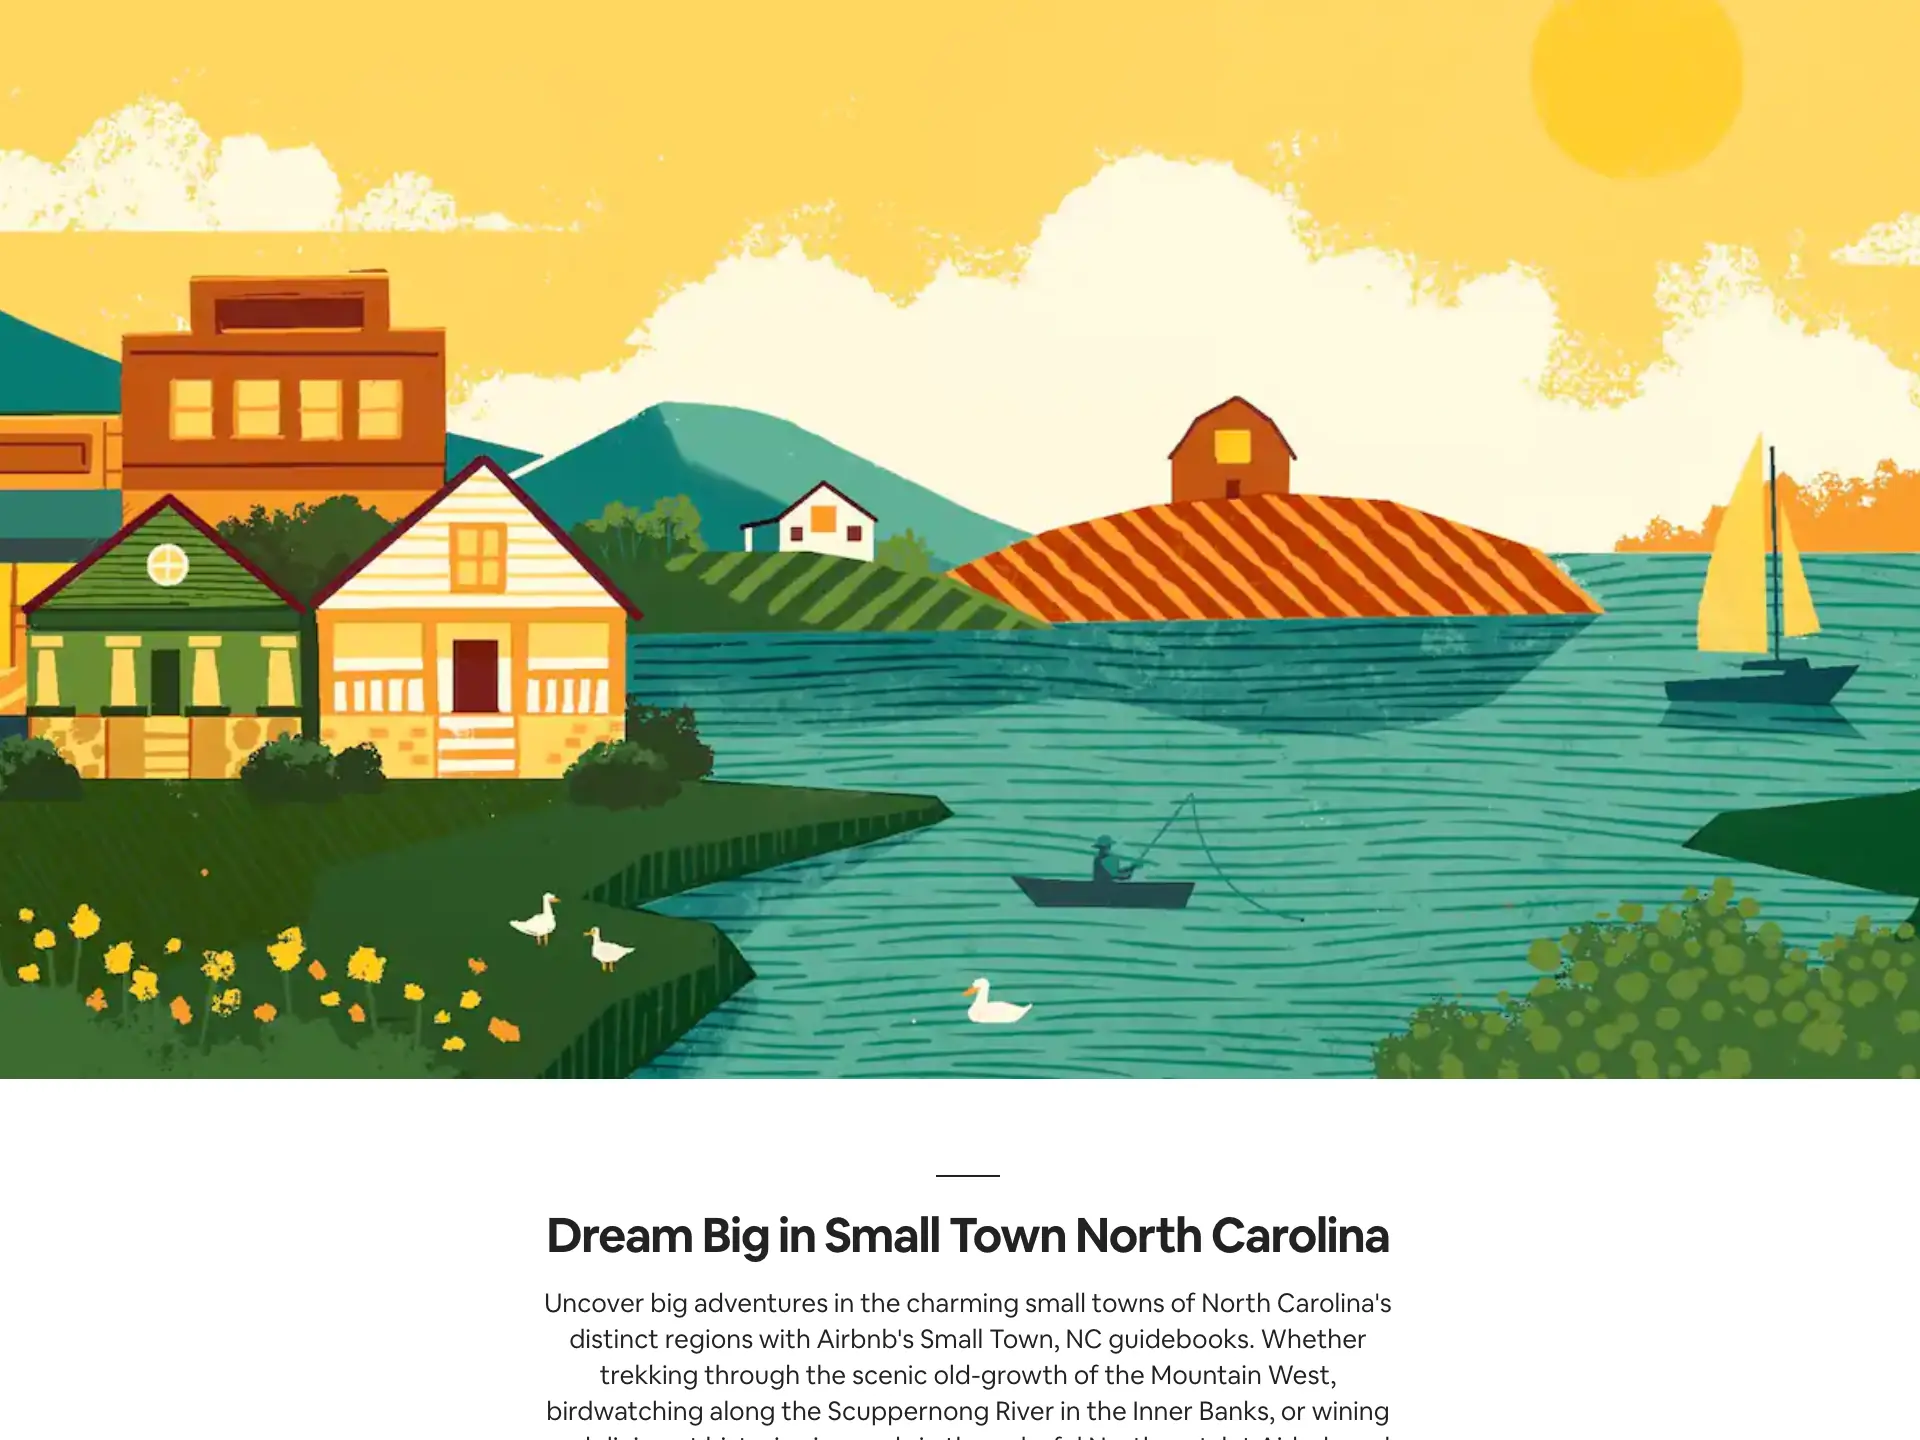 Dream Big in Small Town North Carolina
Uncover big adventures in the charming small towns of North Carolina's
distinct regions with Airbnb's Small Town, NC guidebooks. Whether
trekking through the scenic old-growth of the Mountain West,
birdwatching along the Scuppernong River in the Inner Banks, or wining